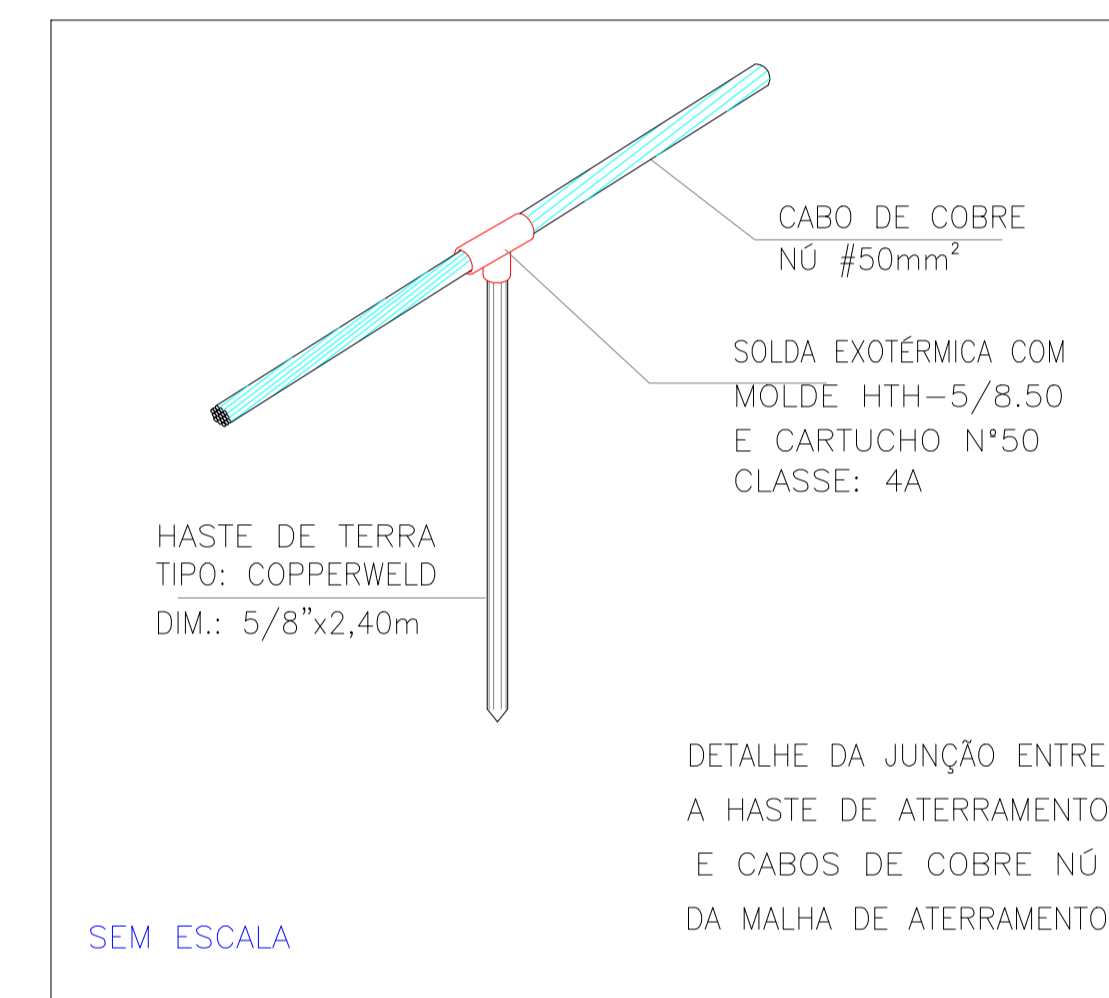 CABO DE COBRE
NÚ #50mm²
SOLDA EXOTÉRMICA COM
MOLDE HTH-5/8.50
E CARTUCHO N°50
CLASSE: 4A
HASTE DE TERRA
TIPO: COPPERWELD
DIM.: 5/8”x2,40m
DETALHE DA JUNÇÃO ENTRE
A HASTE DE ATERRAMENTO
E CABOS DE COBRE NÚ
DA MALHA DE ATERRAMENTO
SEM ESCALA